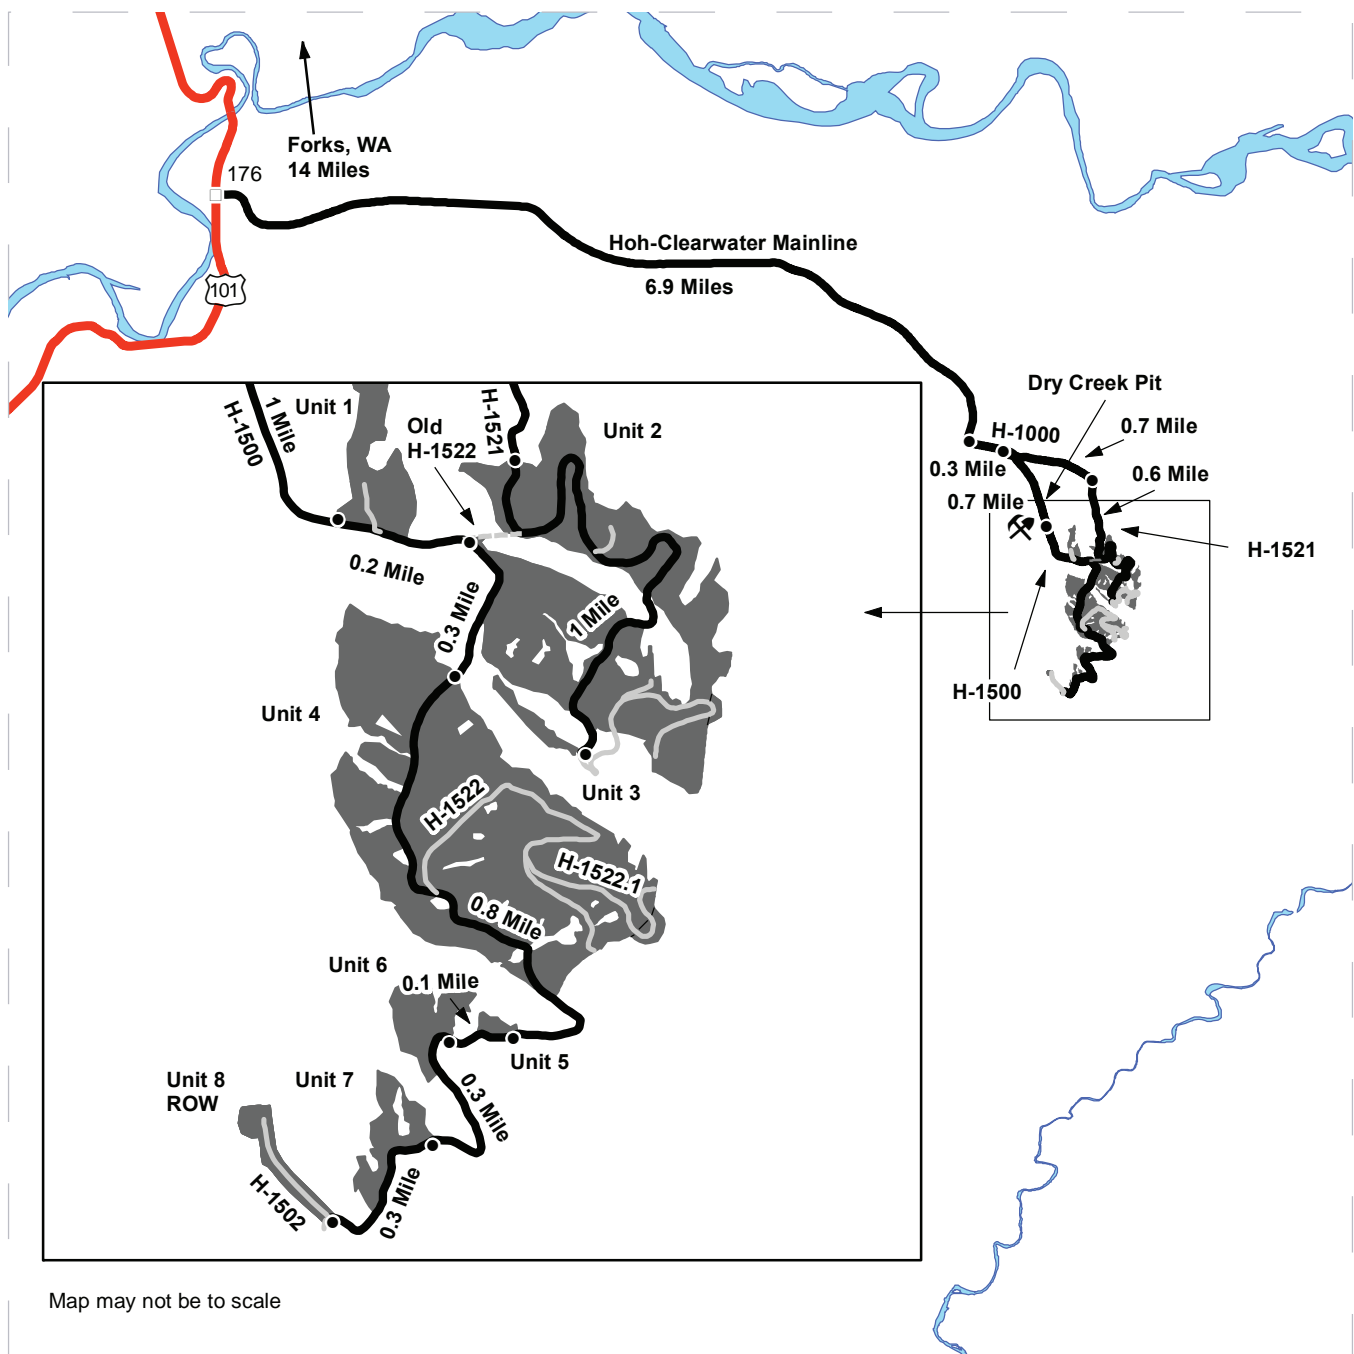 Forks, WA
14 Miles
176
Hoh-Clearwater Mainline
6.9 Miles
101
Dry Creek Pit
H-1000
0.7 Mile
0.3 Mile
0.6 Mile
0.7 Mile
H-1521
H-1500
1 Mile
H-1500
Unit 1
Old
H-1522
H-1521
Unit 2
0.2 Mile
0.3 Mile
1 Mile
Unit 4
Unit 3
H-1522
H-1522.1
0.8 Mile
Unit 6
0.1 Mile
Unit 5
Unit 8
ROW
Unit 7
0.3 Mile
H-1502
0.3 Mile
Map may not be to scale